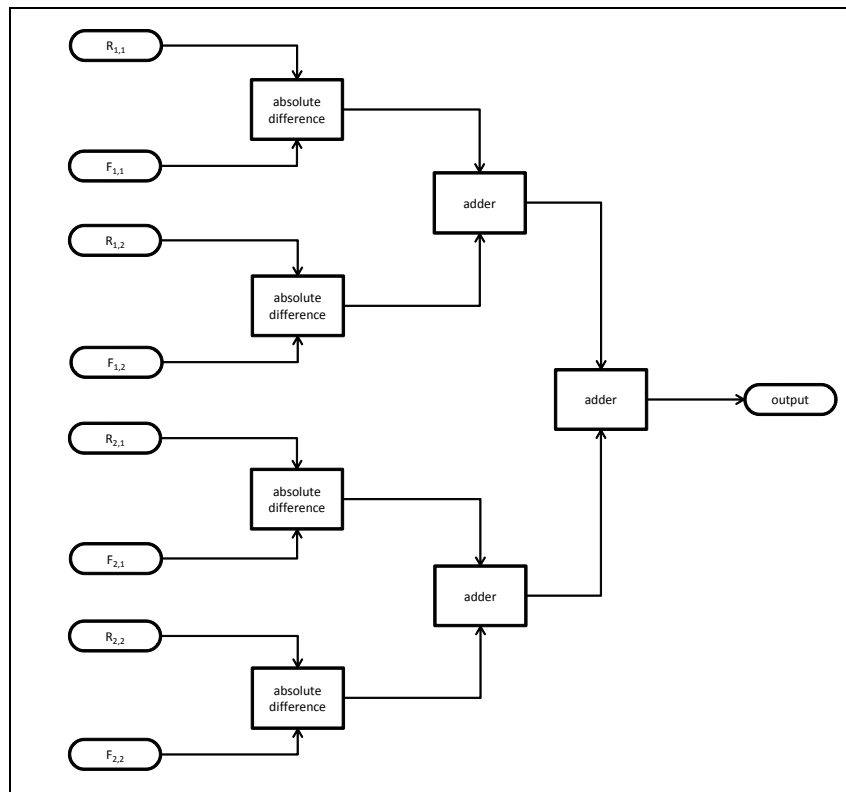 R1,1
absolute
difference
F1,1
adder
R1,2
absolute
difference
F1,2
adder
output
R2,1
absolute
difference
F2,1
adder
R2,2
absolute
difference
F2,2